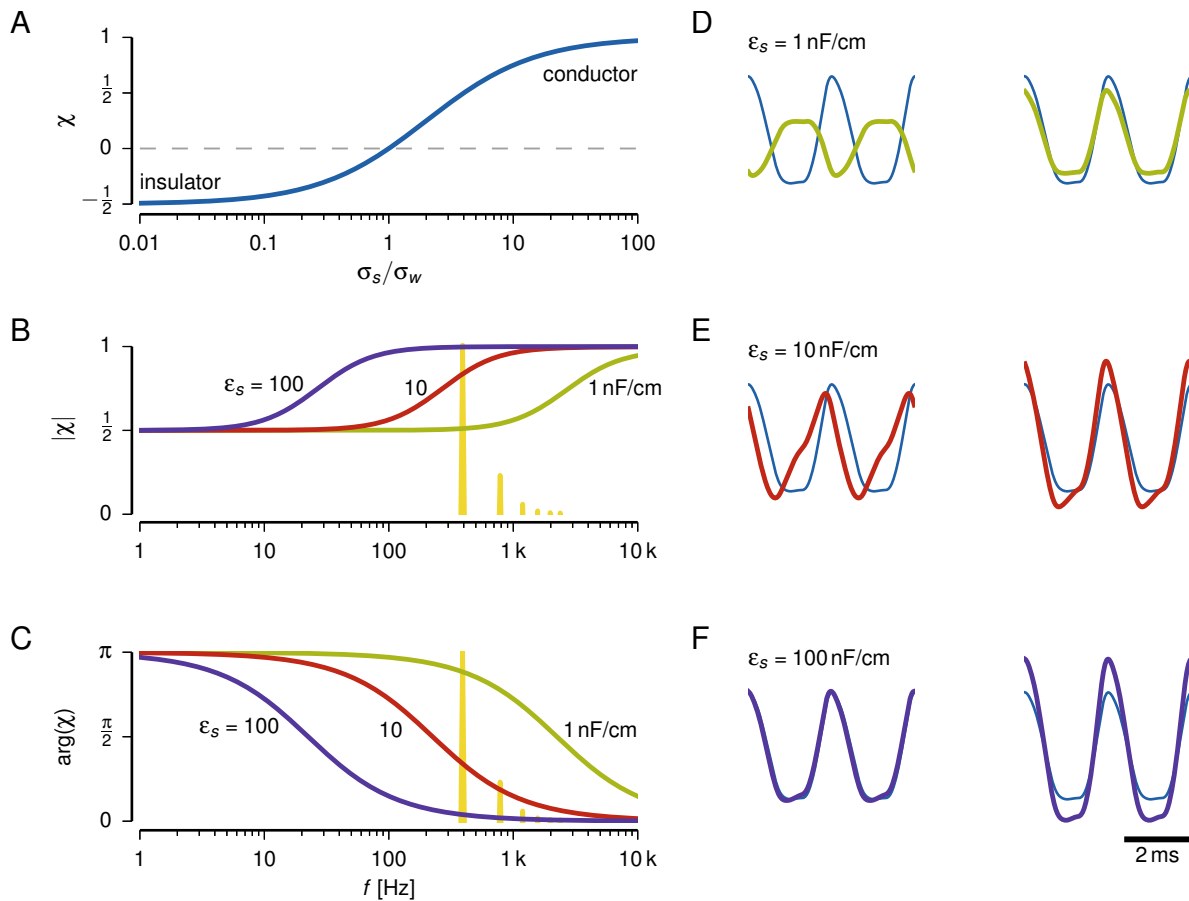 A
χ
1
1/2
0
−1/2
conductor
insulator
0.01 0.1 1 10 100
σs/σw
B
|χ|
1
1/2
0
εs = 100
10
1 nF/cm
1 10 100 1 k 10 k
C
arg(χ)
π
π/2
0
εs = 100
10
1 nF/cm
1 10 100 1 k 10 k
f [Hz]
D
εs = 1 nF/cm
E
εs = 10 nF/cm
F
εs = 100 nF/cm
2 ms